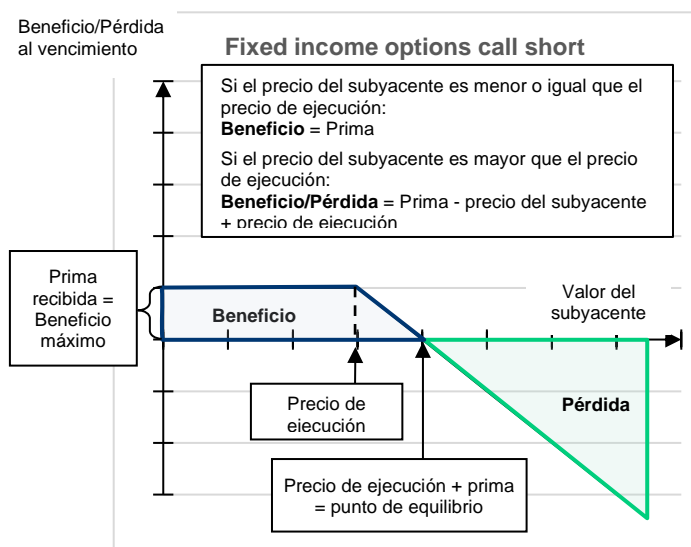 Beneficio/Pérdida
al vencimiento
Fixed income options call short
Si el precio del subyacente es menor o igual que el
precio de ejecución:
Beneficio = Prima
Si el precio del subyacente es mayor que el precio
de ejecución:
Beneficio/Pérdida = Prima - precio del subyacente
+ precio de ejecución
Prima
recibida =
Beneficio
máximo
Beneficio
Valor del
subyacente
Pérdida
Precio de
ejecución
Precio de ejecución + prima
= punto de equilibrio